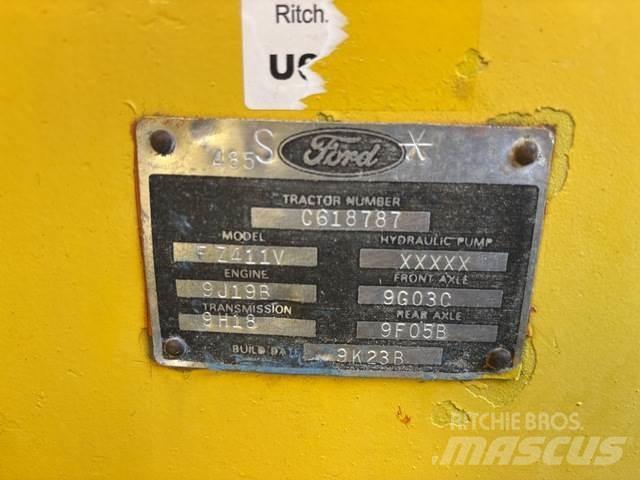 Ritch.
485 S Ford
TRACTOR NUMBER
C618787
MODEL HYDRAULIC PUMP
Z411V XXXXX
ENGINE FRONT AXLE
9J19B 9G03C
TRANSMISSION REAR AXLE
9H18 9F05B
BUILD DATE 9K23B
RITCHIE BROS.
MASCUS